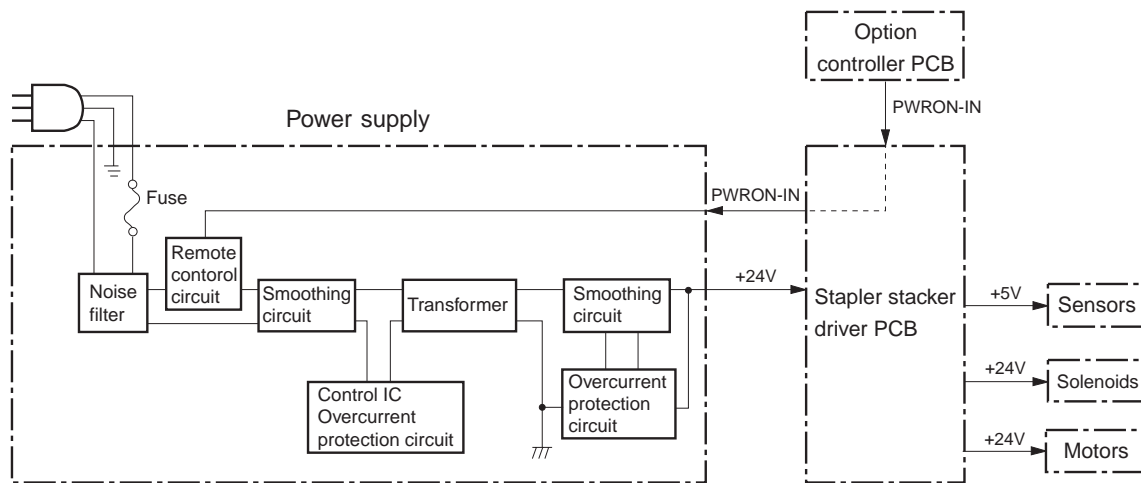 Option
controller PCB
PWRON-IN
Power supply
Fuse
PWRON-IN
Remote
contorol
circuit
+24V
Noise
filter
Smoothing
circuit
Transformer
Smoothing
circuit
Stapler stacker
driver PCB
+5V
Sensors
Control IC
Overcurrent
protection circuit
Overcurrent
protection
circuit
+24V
Solenoids
+24V
Motors